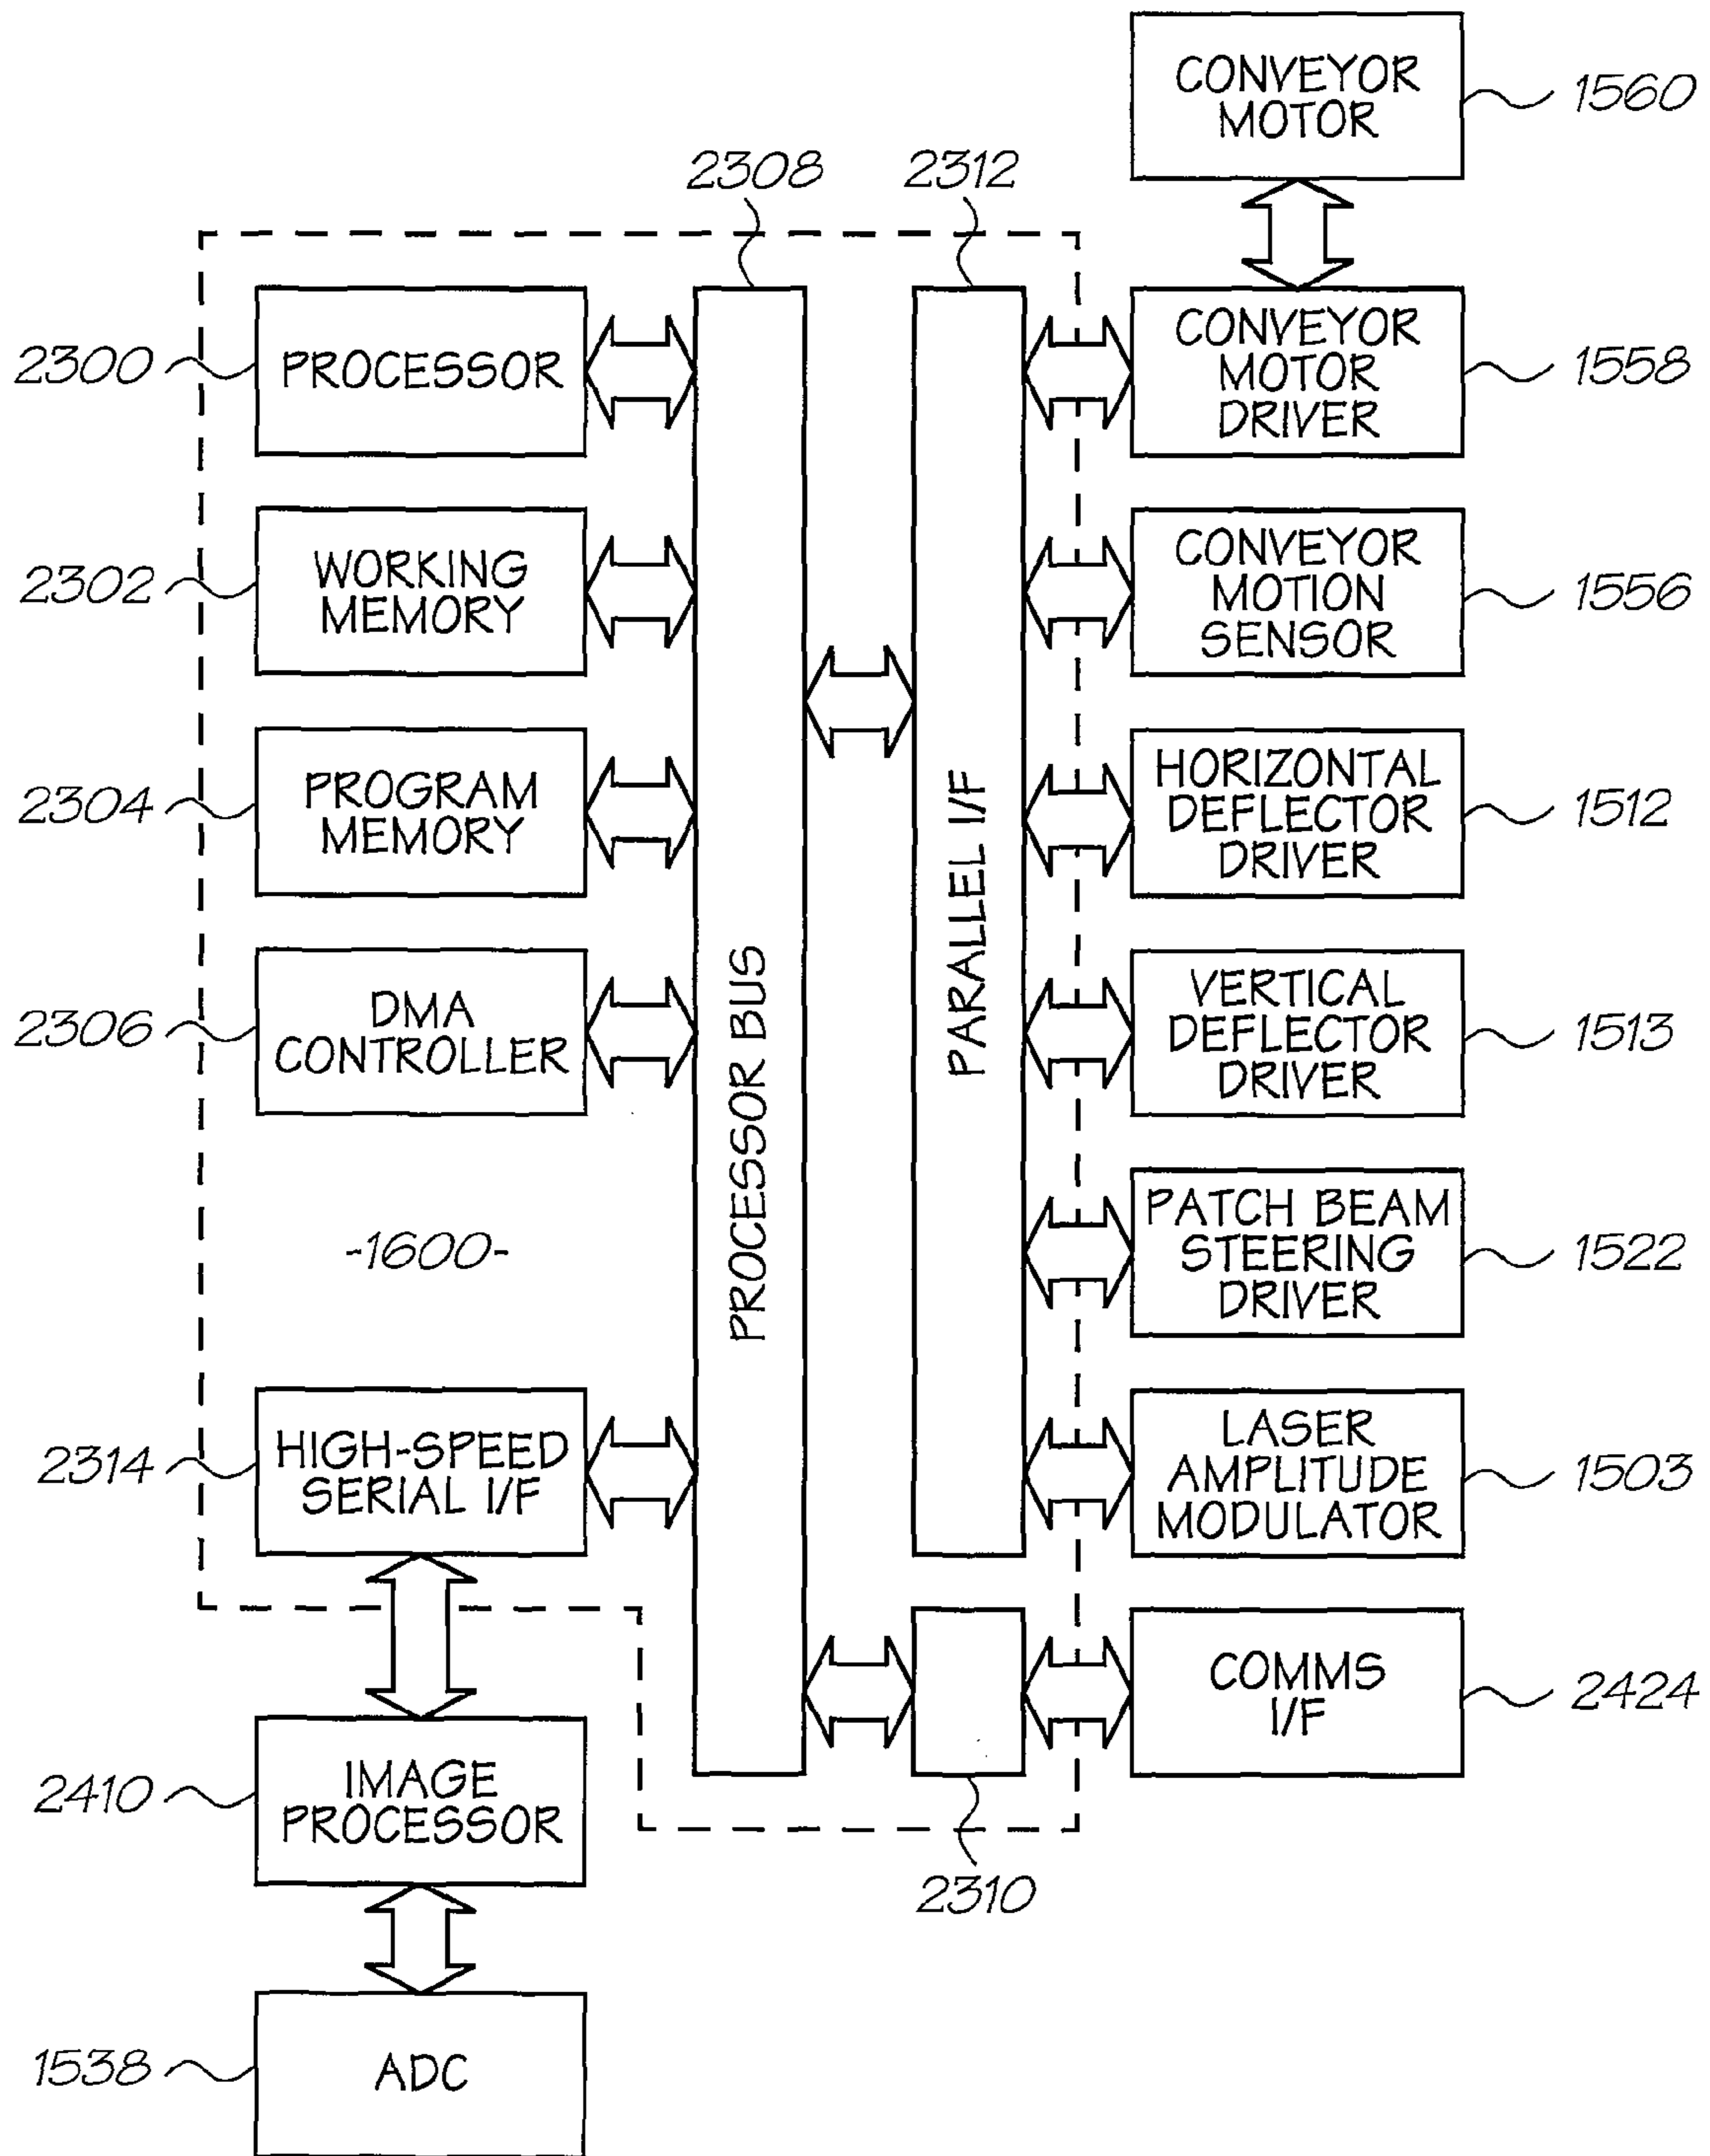 CONVEYOR
MOTOR
1560
2308
2312
2300
PROCESSOR
CONVEYOR
MOTOR
DRIVER
1558
2302
WORKING
MEMORY
CONVEYOR
MOTION
SENSOR
1556
2304
PROGRAM
MEMORY
HORIZONTAL
DEFLECTOR
DRIVER
1512
PROCESSOR BUS
PARALLEL I/F
2306
DMA
CONTROLLER
VERTICAL
DEFLECTOR
DRIVER
1513
-1600-
PATCH BEAM
STEERING
DRIVER
1522
2314
HIGH-SPEED
SERIAL I/F
LASER
AMPLITUDE
MODULATOR
1503
COMMS
I/F
2424
2410
IMAGE
PROCESSOR
2310
1538
ADC